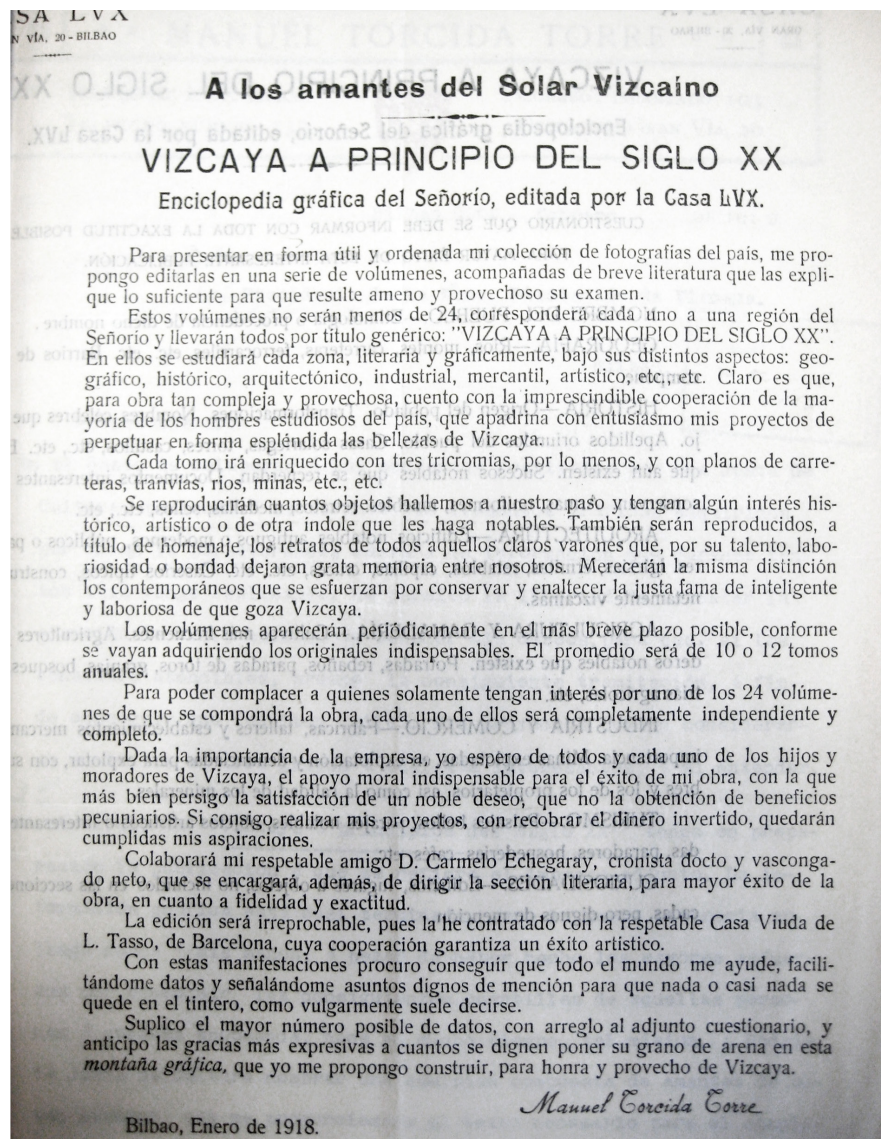 SA LVX
N VÍA, 20 - BILBAO
A los amantes del Solar Vizcaíno
VIZCAYA A PRINCIPIO DEL SIGLO XX
Enciclopedia gráfica del Señorío, editada por la Casa LVX.
Para presentar en forma útil y ordenada mi colección de fotografías del país, me pro-
pongo editarlas en una serie de volúmenes, acompañadas de breve literatura que las expli-
que lo suficiente para que resulte ameno y provechoso su examen.
Estos volúmenes no serán menos de 24, corresponderá cada uno a una región del
Señorio y llevarán todos por título genérico: "VIZCAYA A PRINCIPIO DEL SIGLO XX".
En ellos se estudiará cada zona, literaria y gráficamente, bajo sus distintos aspectos: geo-
gráfico, histórico, arquitectónico, industrial, mercantil, artistico, etc., etc. Claro es que,
para obra tan compleja y provechosa, cuento con la imprescindible cooperación de la ma-
yoría de los hombres estudiosos del país, que apadrina con entusiasmo mis proyectos de
perpetuar en forma espléndida las bellezas de Vizcaya.
Cada tomo irá enriquecido con tres tricromias, por lo menos, y con planos de carre-
teras, tranvías, rios, minas, etc., etc.
Se reproducirán cuantos objetos hallemos a nuestro paso y tengan algún interés his-
tórico, artistico o de otra índole que les haga notables. También serán reproducidos, a
título de homenaje, los retratos de todos aquellos claros varones que, por su talento, labo-
riosidad o bondad dejaron grata memoria entre nosotros. Merecerán la misma distinción
los contemporáneos que se esfuerzan por conservar y enaltecer la justa fama de inteligente
y laboriosa de que goza Vizcaya.
Los volúmenes aparecerán periódicamente en el más breve plazo posible, conforme
se vayan adquiriendo los originales indispensables. El promedio será de 10 o 12 tomos
anuales.
Para poder complacer a quienes solamente tengan interés por uno de los 24 volúme-
nes de que se compondrá la obra, cada uno de ellos será completamente independiente y
completo.
Dada la importancia de la empresa, yo espero de todos y cada uno de los hijos y
moradores de Vizcaya, el apoyo moral indispensable para el éxito de mi obra, con la que
más bien persigo la satisfacción de un noble deseo, que no la obtención de beneficios
pecuniarios. Si consigo realizar mis proyectos, con recobrar el dinero invertido, quedarán
cumplidas mis aspiraciones.
Colaborará mi respetable amigo D. Carmelo Echegaray, cronista docto y vasconga-
do neto, que se encargará, además, de dirigir la sección literaria, para mayor éxito de la
obra, en cuanto a fidelidad y exactitud.
La edición será irreprochable, pues la he contratado con la respetable Casa Viuda de
L. Tasso, de Barcelona, cuya cooperación garantiza un éxito artistico.
Con estas manifestaciones procuro conseguir que todo el mundo me ayude, facili-
tándome datos y señalándome asuntos dignos de mención para que nada o casi nada se
quede en el tintero, como vulgarmente suele decirse.
Suplico el mayor número posible de datos, con arreglo al adjunto cuestionario, y
anticipo las gracias más expresivas a cuantos se dignen poner su grano de arena en esta
montaña gráfica, que yo me propongo construir, para honra y provecho de Vizcaya.
Manuel Torcida Torre
Bilbao, Enero de 1918.